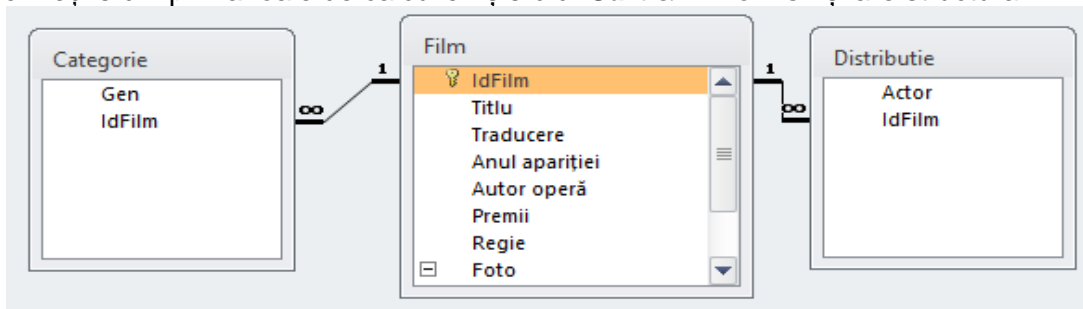 Categorie
Gen
IdFilm
∞
1
Film
IdFilm
Titlu
Traducere
Anul apariției
Autor operă
Premii
Regie
Foto
1
∞
Distributie
Actor
IdFilm